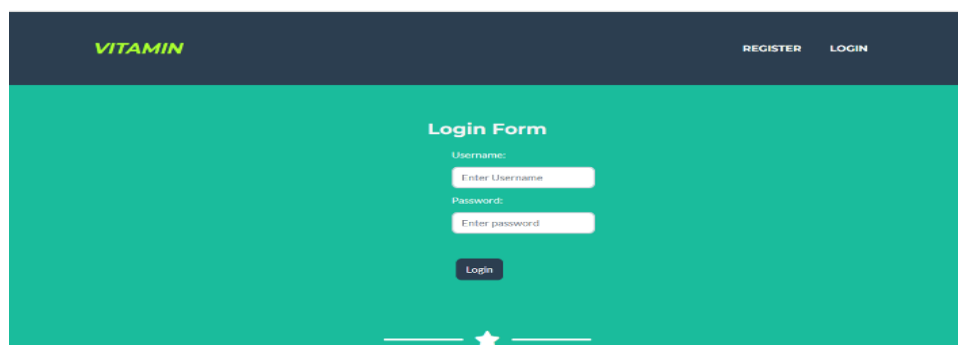 VITAMIN
REGISTER LOGIN
Login Form
Username:
Enter Username
Password:
Enter password
Login